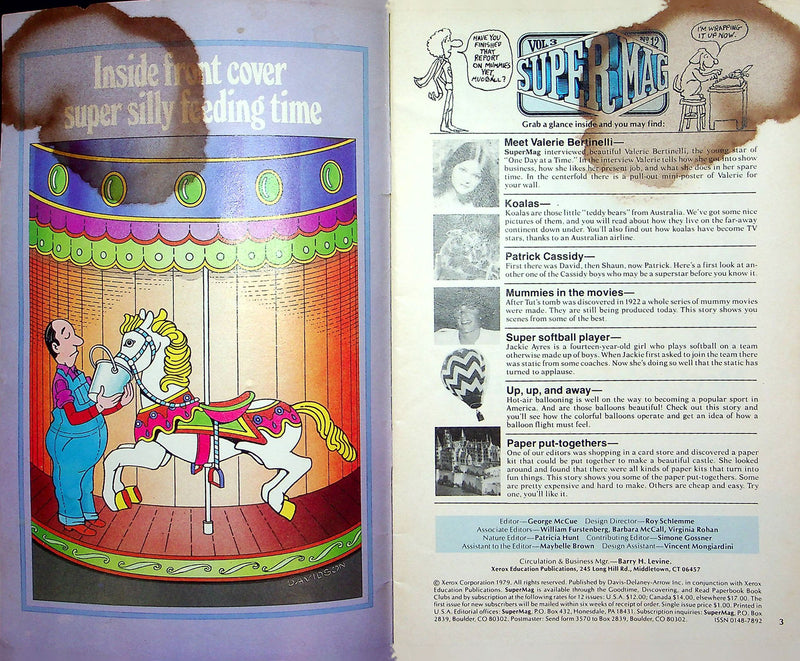 Inside front cover
super silly feeding time
DAVIDSON
HAVE YOU
FINISHED
THAT
REPORT
ON MUMMIES
YET,
MUDBALL?
VOL. 3 Nº 12
SUPERMAG
I'M WRAPPING
IT UP NOW.
Grab a glance inside and you may find:
Meet Valerie Bertinelli—
SuperMag interviewed beautiful Valerie Bertinelli, the young star of
"One Day at a Time." In the interview Valerie tells how she got into show
business, how she likes her present job, and what she does in her spare
time. In the centerfold there is a pull-out mini-poster of Valerie for
your wall.
Koalas—
Koalas are those little "teddy bears" from Australia. We've got some nice
pictures of them, and you will read about how they live on the far-away
continent down under. You'll also find out how koalas have become TV
stars, thanks to an Australian airline.
Patrick Cassidy—
First there was David, then Shaun, now Patrick. Here's a first look at an-
other one of the Cassidy boys who may be a superstar before you know it.
Mummies in the movies—
After Tut's tomb was discovered in 1922 a whole series of mummy movies
were made. They are still being produced today. This story shows you
scenes from some of the best.
Super softball player—
Jackie Ayres is a fourteen-year-old girl who plays softball on a team
otherwise made up of boys. When Jackie first asked to join the team there
was static from some coaches. Now she's doing so well that the static has
turned to applause.
Up, up, and away—
Hot-air ballooning is well on the way to becoming a popular sport in
America. And are those balloons beautiful! Check out this story and
you'll see how the colorful balloons operate and get an idea of how a
balloon flight must feel.
Paper put-togethers—
One of our editors was shopping in a card store and discovered a paper
kit that could be put together to make a beautiful castle. She looked
around and found that there were all kinds of paper kits that turn into
fun things. This story shows you some of the paper put-togethers. Some
are pretty expensive and hard to make. Others are cheap and easy. Try
one, you'll like it.
Editor—George McCue Design Director—Roy Schlemme
Associate Editors—William Furstenberg, Barbara McCall, Virginia Rohan
Nature Editor—Patricia Hunt Contributing Editor—Simone Gossner
Assistant to the Editor—Maybelle Brown Design Assistant—Vincent Mongiardini
Circulation & Business Mgr.—Barry H. Levine.
Xerox Education Publications, 245 Long Hill Rd., Middletown, CT 06457
© Xerox Corporation 1979. All rights reserved. Published by Davis-Delaney-Arrow Inc. in conjunction with Xerox
Education Publications. SuperMag is available through the Goodtime, Discovering, and Read Paperbook Book
Clubs and by subscription at the following rates for 12 issues: U.S.A. $12.00; Canada $14.00, elsewhere $17.00. The
first issue for new subscribers will be mailed within six weeks of receipt of order. Single issue price $1.00. Printed in
U.S.A. Editorial offices: SuperMag, P.O. Box 432, Honesdale, PA 18431. Subscription inquiries: SuperMag, P.O. Box
2839, Boulder, CO 80302. Postmaster: Send form 3570 to Box 2839, Boulder, CO 80302. ISSN 0148-7892
3